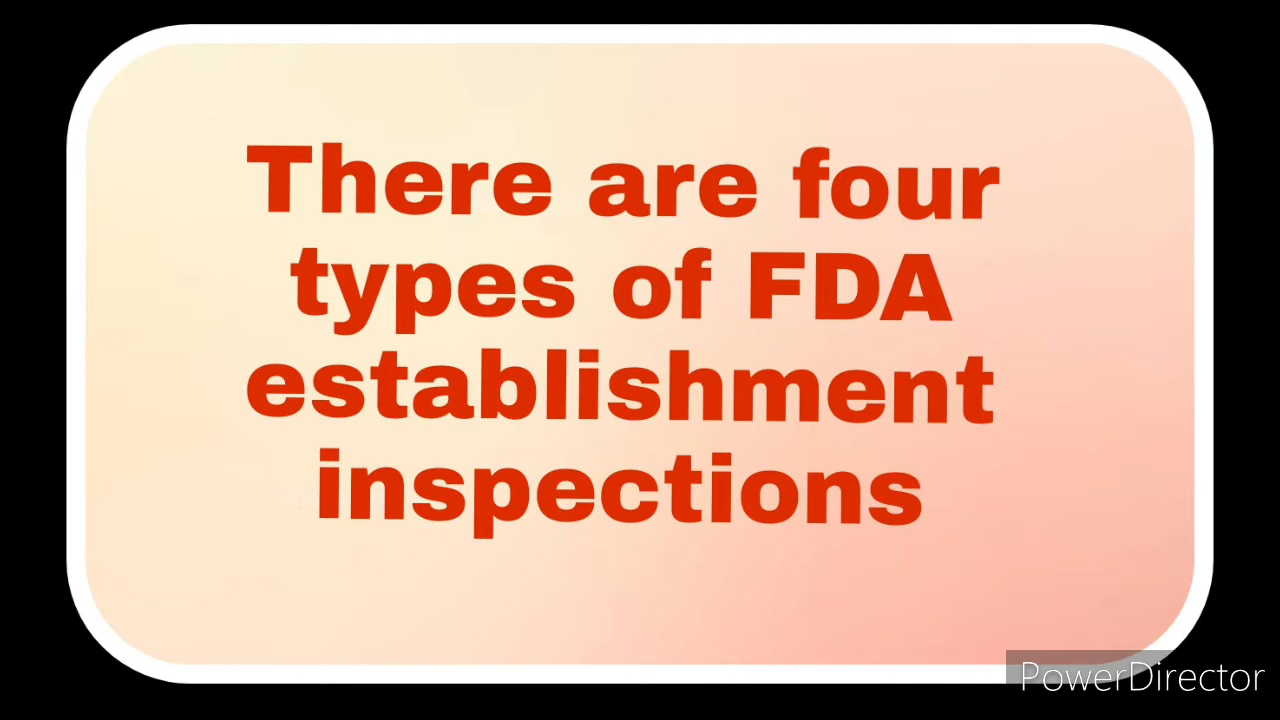 There are four
types of FDA
establishment
inspections
PowerDirector